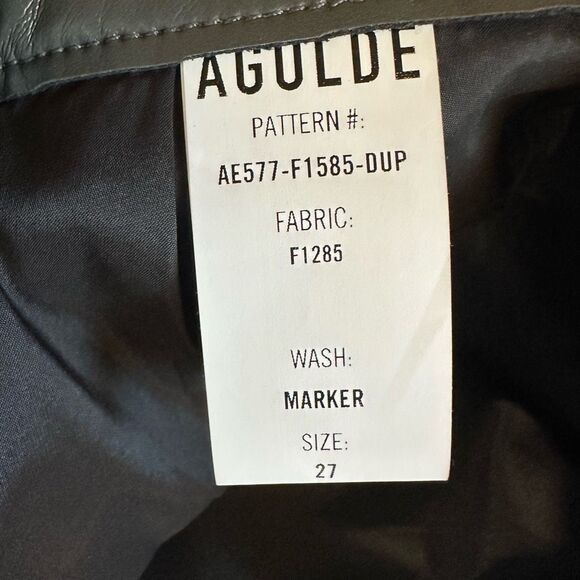 AGOLDE
PATTERN #:
AE577-F1585-DUP
FABRIC:
F1285
WASH:
MARKER
SIZE:
27